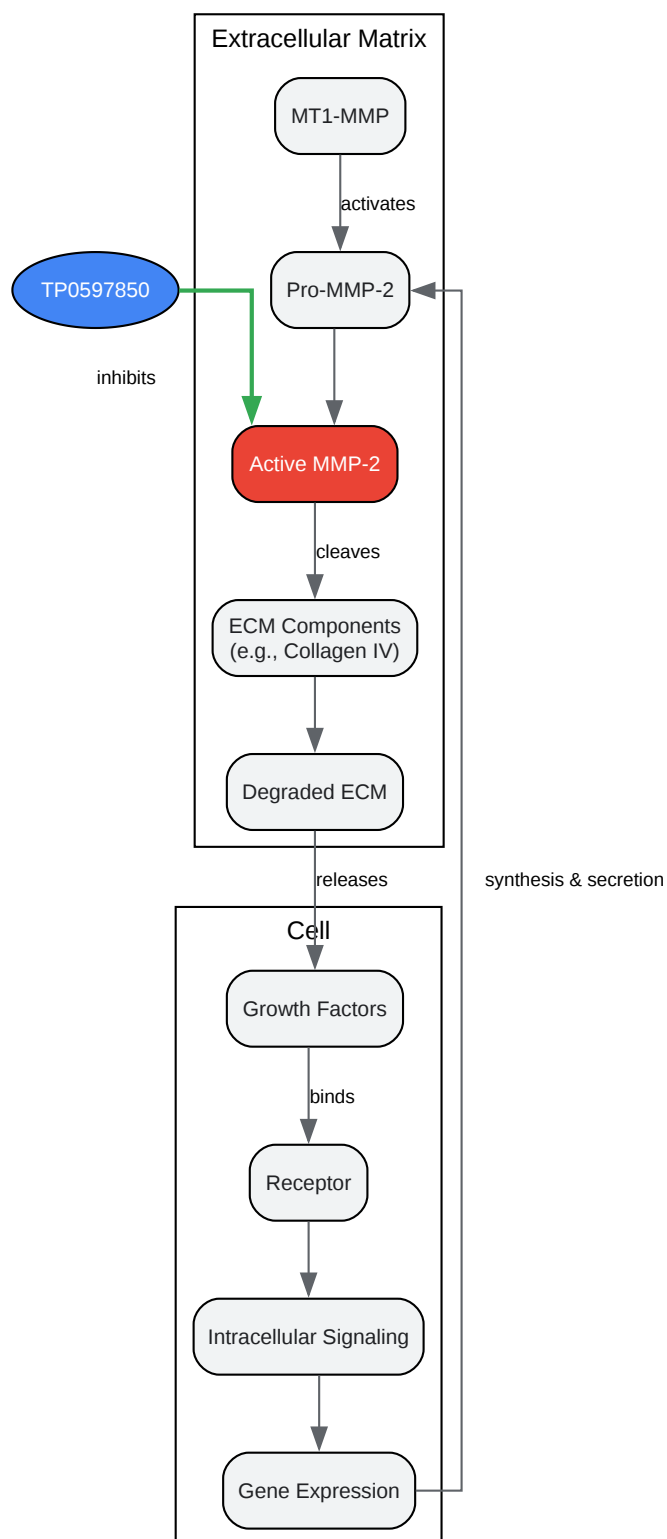 Extracellular Matrix
MT1-MMP
activates
TP0597850
Pro-MMP-2
inhibits
Active MMP-2
cleaves
ECM Components
(e.g., Collagen IV)
Degraded ECM
releases
synthesis & secretion
Cell
Growth Factors
binds
Receptor
Intracellular Signaling
Gene Expression